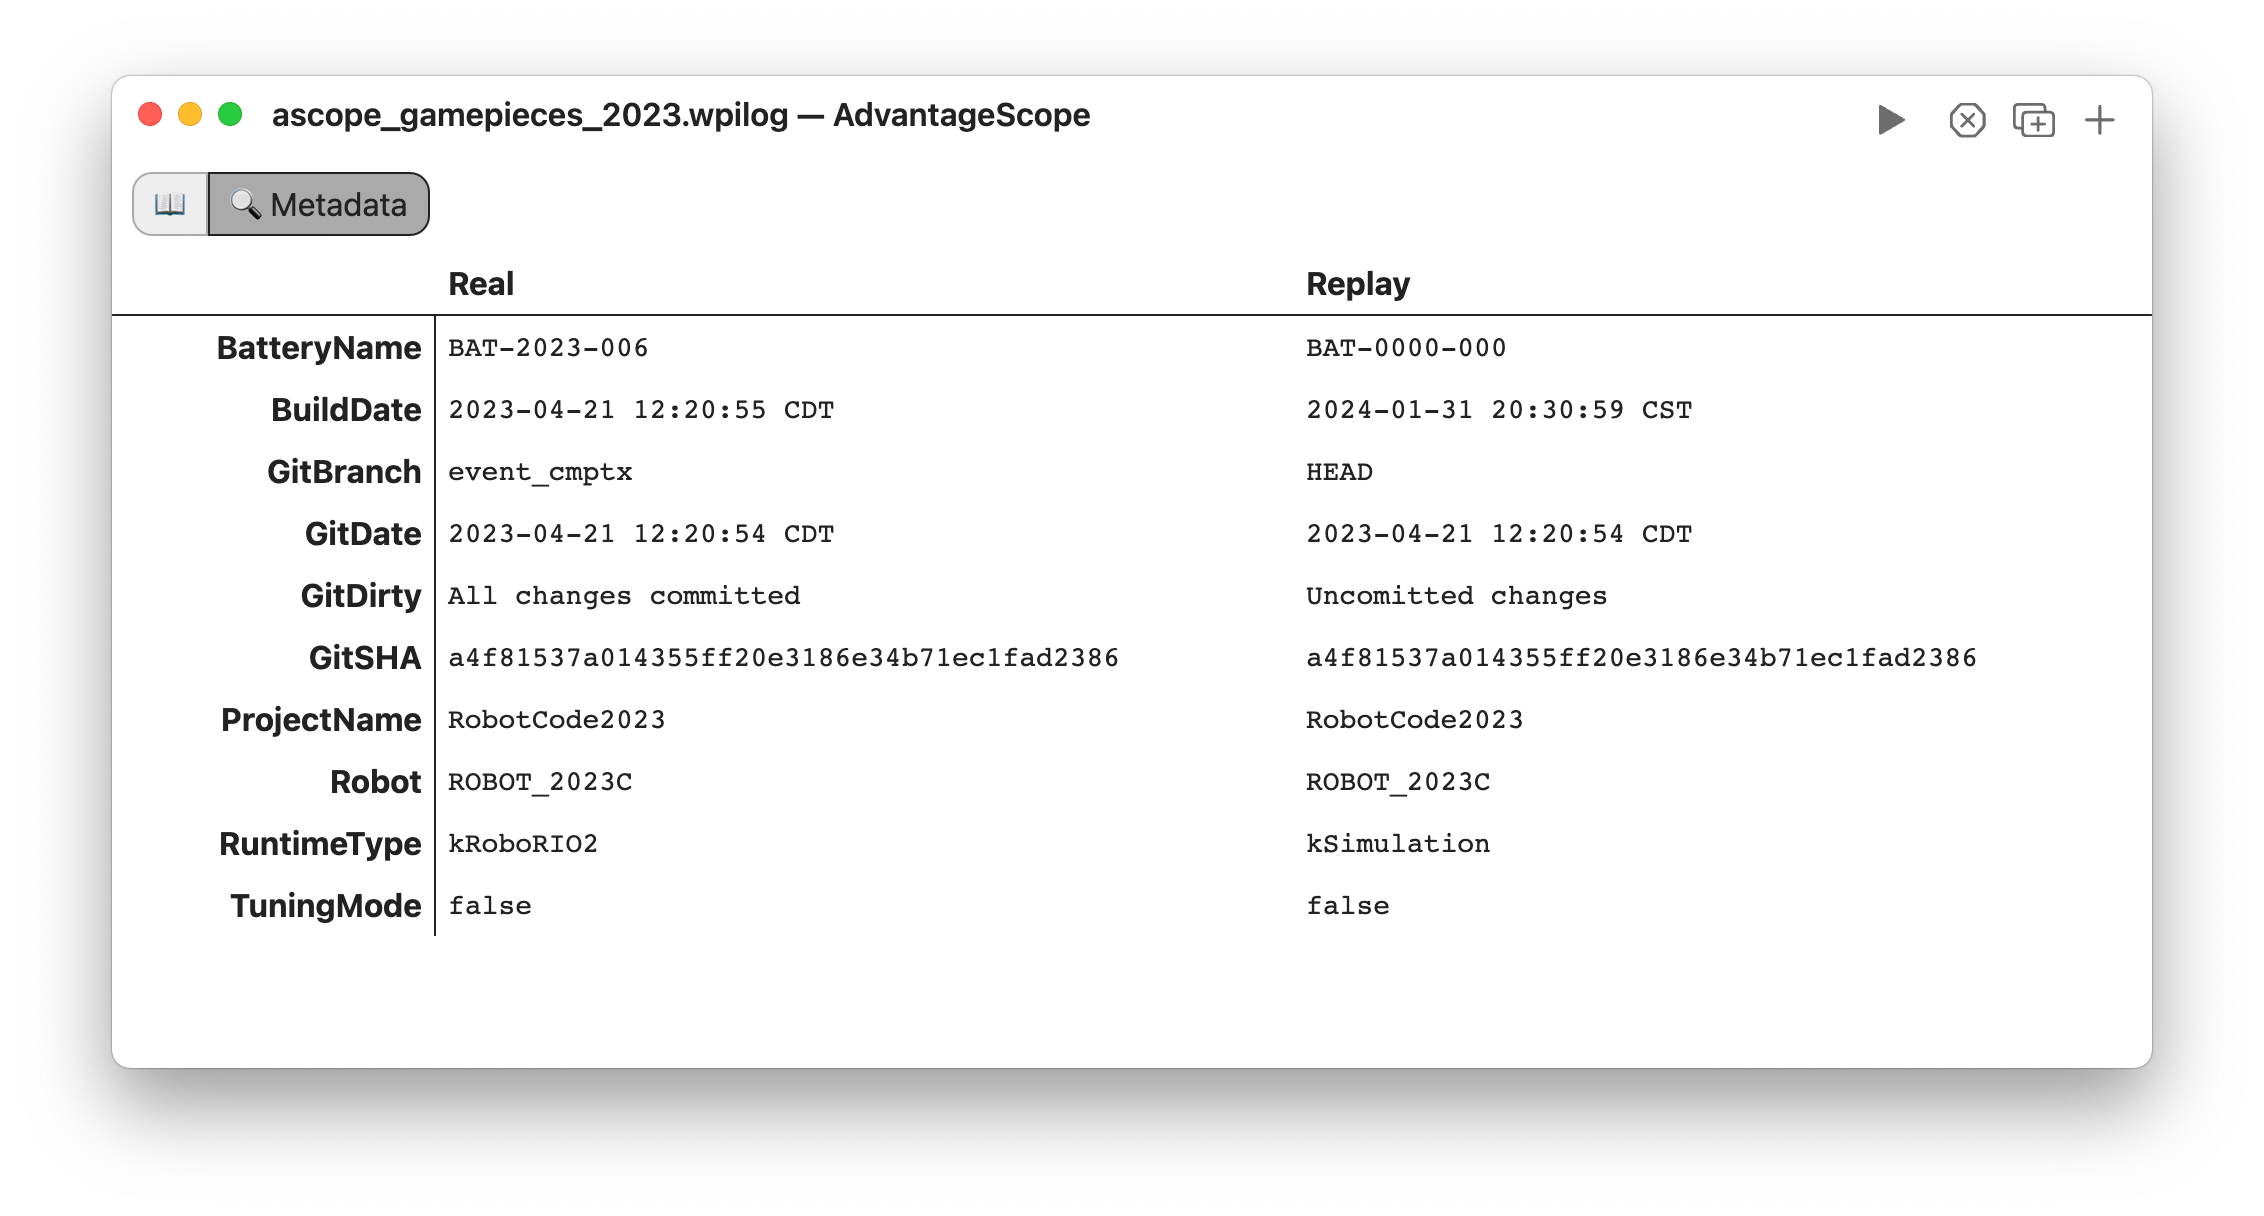 ascope_gamepieces_2023.wpilog — AdvantageScope
Metadata
Real Replay
BatteryName BAT-2023-006 BAT-0000-000
BuildDate 2023-04-21 12:20:55 CDT 2024-01-31 20:30:59 CST
GitBranch event_cmptx HEAD
GitDate 2023-04-21 12:20:54 CDT 2023-04-21 12:20:54 CDT
GitDirty All changes committed Uncomitted changes
GitSHA a4f81537a014355ff20e3186e34b71ec1fad2386 a4f81537a014355ff20e3186e34b71ec1fad2386
ProjectName RobotCode2023 RobotCode2023
Robot ROBOT_2023C ROBOT_2023C
RuntimeType kRoboRIO2 kSimulation
TuningMode false false